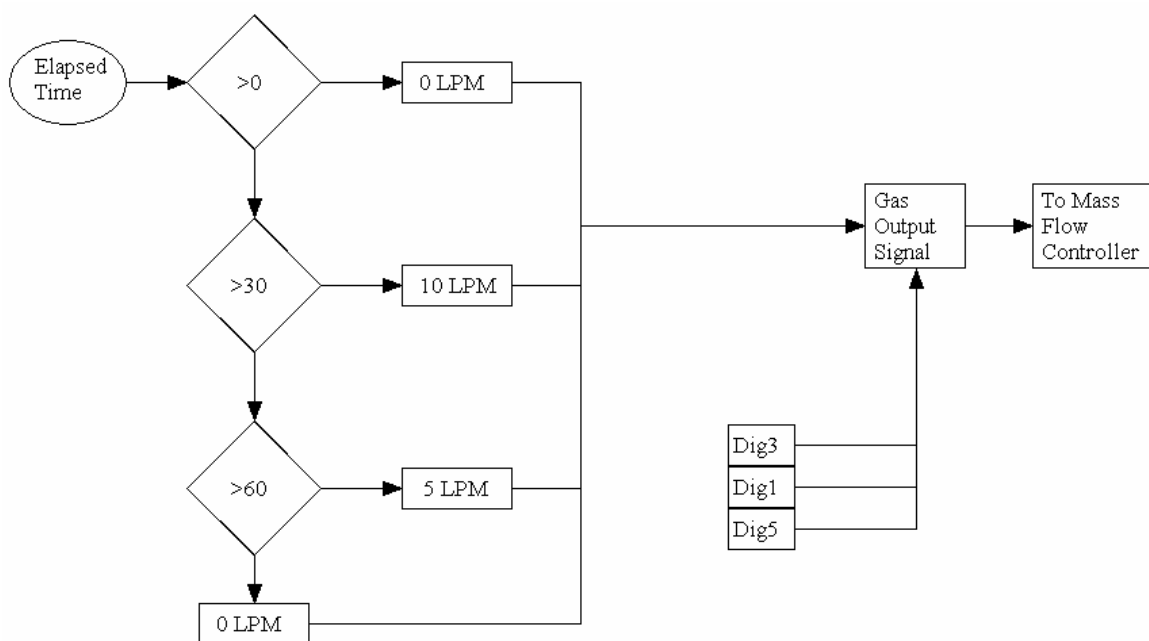 Elapsed
Time
>0
0 LPM
>30
10 LPM
Gas
Output
Signal
To Mass
Flow
Controller
>60
5 LPM
Dig3
Dig1
Dig5
0 LPM